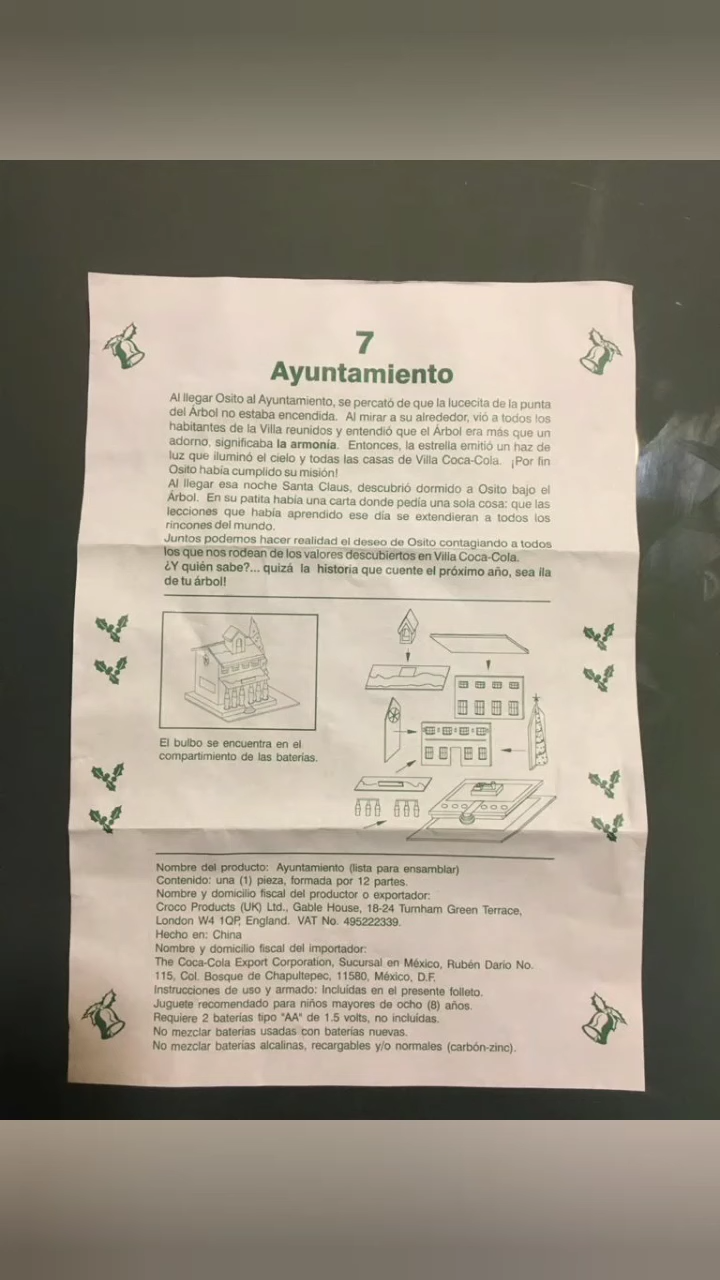 7
Ayuntamiento
Al llegar Osito al Ayuntamiento, se percató de que la lucecita de la punta
del Árbol no estaba encendida. Al mirar a su alrededor, vió a todos los
habitantes de la Villa reunidos y entendió que el Árbol era más que un
adorno, significaba la armonía. Entonces, la estrella emitió un haz de
luz que iluminó el cielo y todas las casas de Villa Coca-Cola. ¡Por fin
Osito había cumplido su misión!
Al llegar esa noche Santa Claus, descubrió dormido a Osito bajo el
Árbol. En su patita había una carta donde pedía una sola cosa: que las
lecciones que había aprendido ese día se extendieran a todos los
rincones del mundo.
Juntos podemos hacer realidad el deseo de Osito contagiando a todos
los que nos rodean de los valores descubiertos en Villa Coca-Cola.
¿Y quién sabe?... quizá la historia que cuente el próximo año, sea ila
de tu árbol!
El bulbo se encuentra en el
compartimiento de las baterías.
Nombre del producto: Ayuntamiento (lista para ensamblar)
Contenido: una (1) pieza, formada por 12 partes.
Nombre y domicilio fiscal del productor o exportador:
Croco Products (UK) Ltd., Gable House, 18-24 Turnham Green Terrace,
London W4 1QP, England. VAT No. 495222339.
Hecho en: China
Nombre y domicilio fiscal del importador:
The Coca-Cola Export Corporation, Sucursal en México, Rubén Darío No.
115, Col. Bosque de Chapultepec, 11580, México, D.F.
Instrucciones de uso y armado: Incluídas en el presente folleto.
Juguete recomendado para niños mayores de ocho (8) años.
Requiere 2 baterías tipo "AA" de 1.5 volts, no incluídas.
No mezclar baterías usadas con baterías nuevas.
No mezclar baterías alcalinas, recargables y/o normales (carbón-zinc).